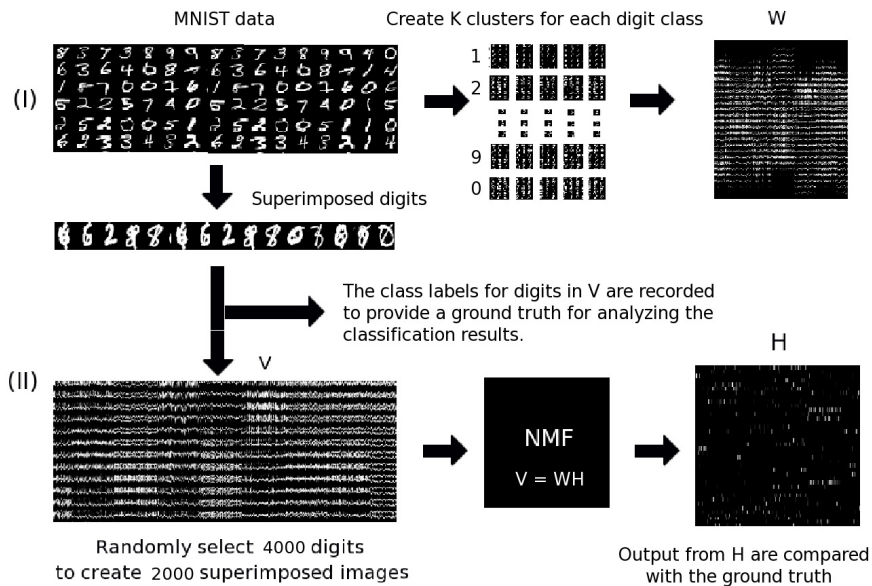 MNIST data
Create K clusters for each digit class
W
(I)
1
2
9
0
Superimposed digits
The class labels for digits in V are recorded
to provide a ground truth for analyzing the
classification results.
(II)
V
H
NMF
V = WH
Randomly select 4000 digits
to create 2000 superimposed images
Output from H are compared
with the ground truth